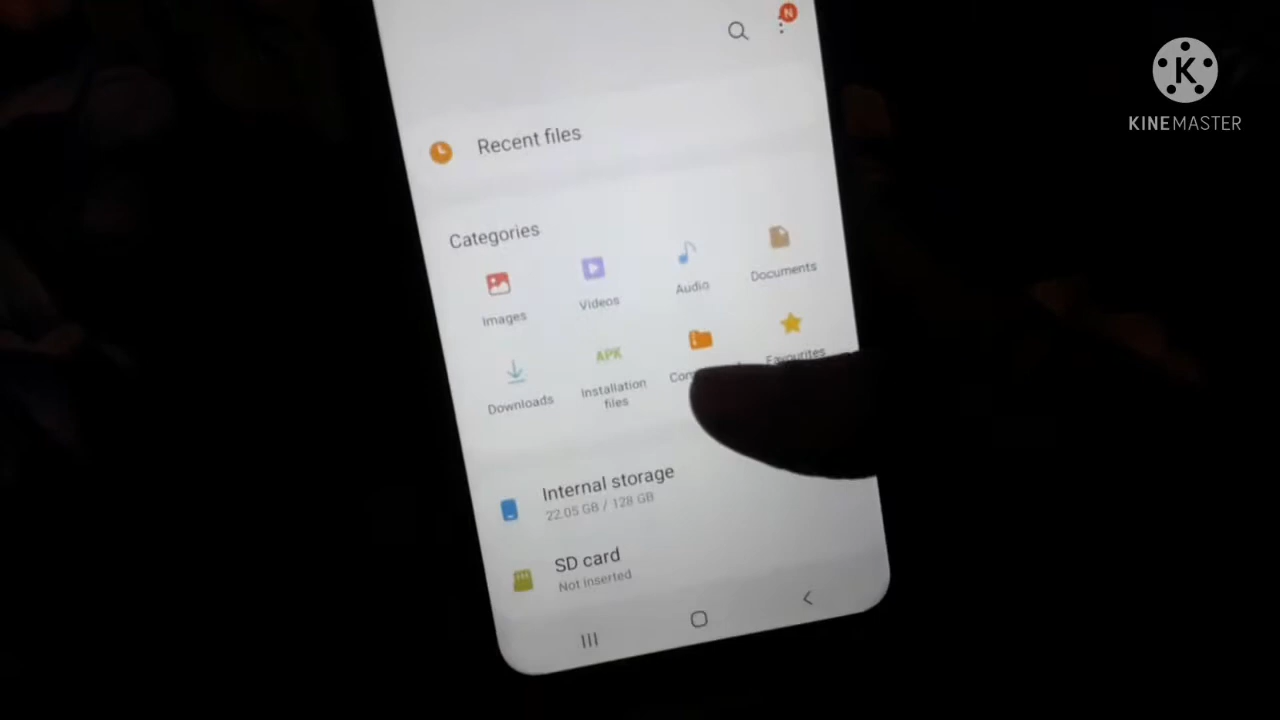 N
K
KINEMASTER
Recent files
Categories
Images
Videos
Audio
Documents
APK
Downloads
Installation
files
Favourites
Internal storage
22.05 GB / 128 GB
SD card
Not inserted